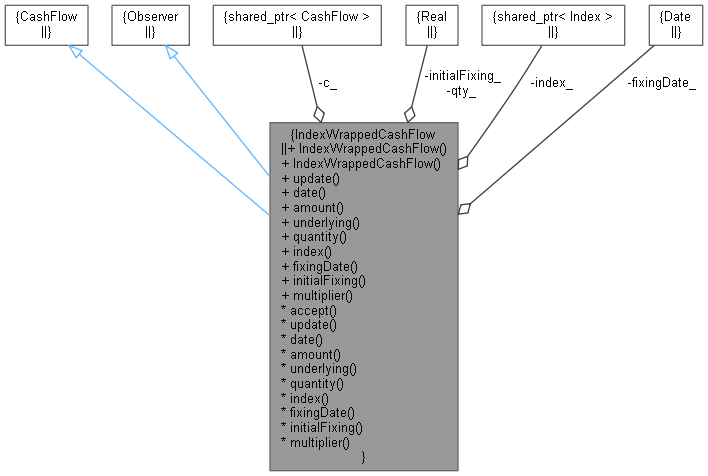 {CashFlow
||}
{Observer
||}
{shared_ptr< CashFlow >
||}
{Real
||}
{shared_ptr< Index >
||}
{Date
||}
-c_
-initialFixing_
-qty_
-index_
-fixingDate_
{IndexWrappedCashFlow
||+ IndexWrappedCashFlow()
+ IndexWrappedCashFlow()
+ update()
+ date()
+ amount()
+ underlying()
+ quantity()
+ index()
+ fixingDate()
+ initialFixing()
+ multiplier()
* accept()
* update()
* date()
* amount()
* underlying()
* quantity()
* index()
* fixingDate()
* initialFixing()
* multiplier()
}